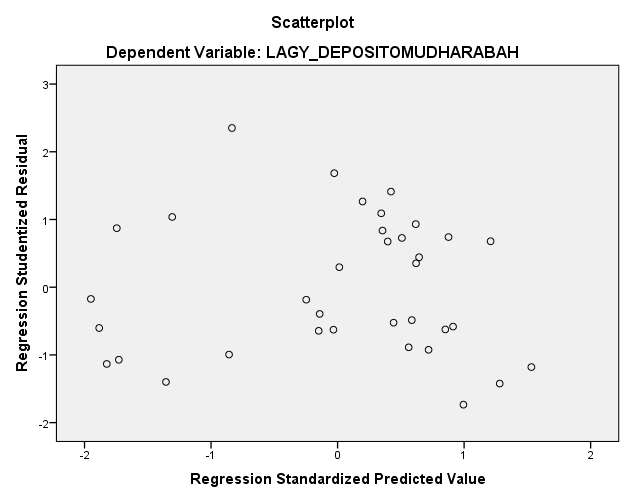 Scatterplot
Dependent Variable: LAGY_DEPOSITOMUDHARABAH
Regression Studentized Residual
3
2
1
0
-1
-2
-2
-1
0
1
2
Regression Standardized Predicted Value